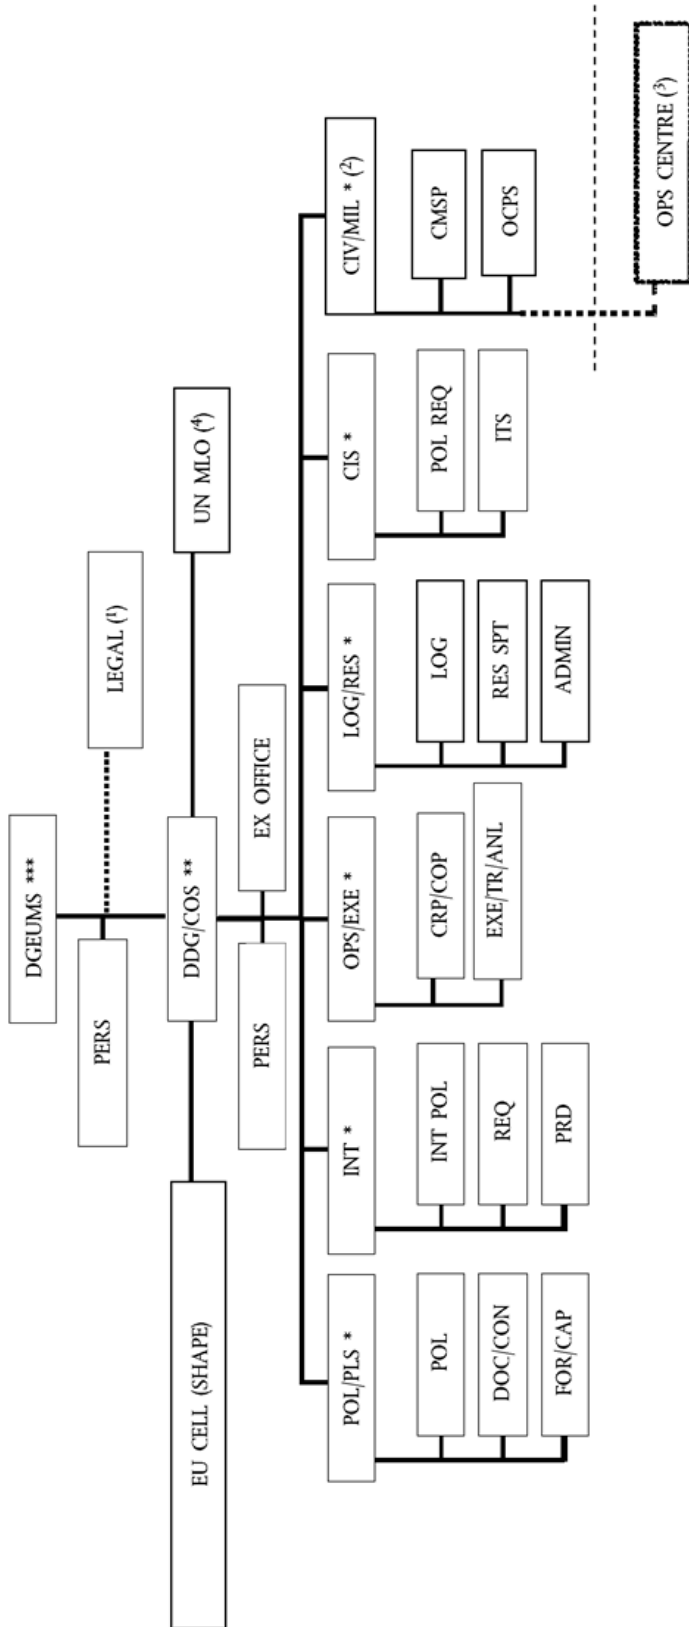 DGEUMS ***
PERS
LEGAL (¹)
EU CELL (SHAPE)
DDG/COS **
UN MLO (⁴)
PERS
EX OFFICE
POL/PLS *
POL
DOC/CON
FOR/CAP
INT *
INT POL
REQ
PRD
OPS/EXE *
CRP/COP
EXE/TR/ANL
LOG/RES *
LOG
RES SPT
ADMIN
CIS *
POL REQ
ITS
CIV/MIL * (²)
CMSP
OCPS
OPS CENTRE (³)